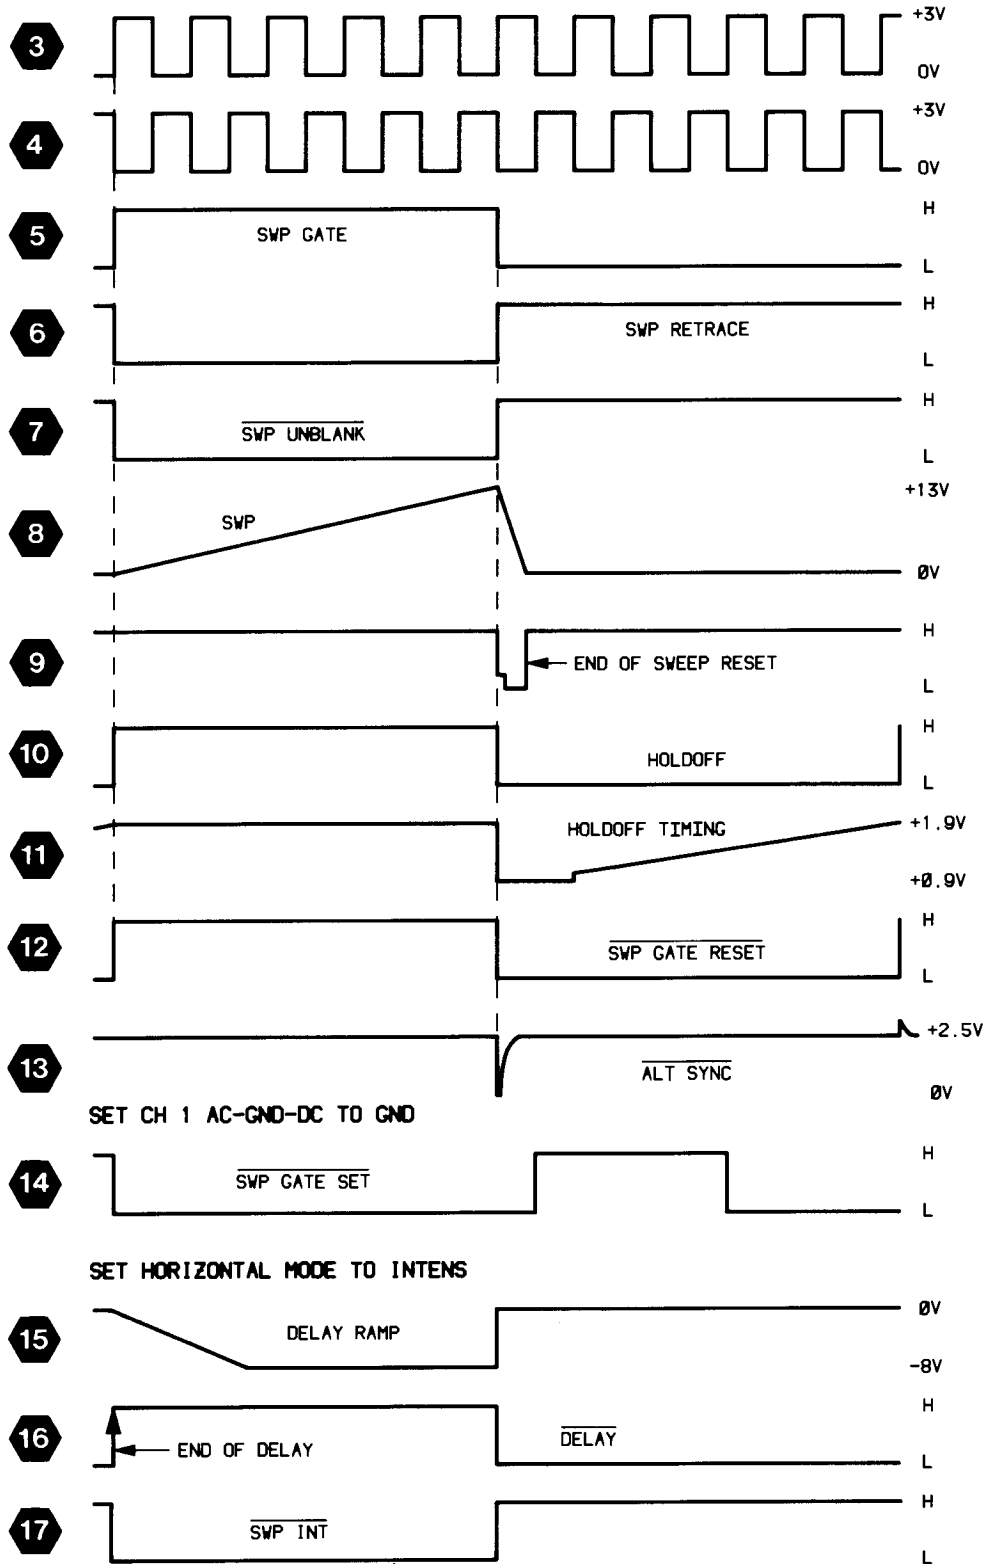 3
+3V
0V
4
+3V
0V
5
SWP GATE
H
L
6
SWP RETRACE
H
L
7
SWP UNBLANK
H
L
8
SWP
+13V
0V
9
END OF SWEEP RESET
H
L
10
HOLDOFF
H
L
11
HOLDOFF TIMING
+1.9V
+0.9V
12
SWP GATE RESET
H
L
13
ALT SYNC
+2.5V
0V
SET CH 1 AC-GND-DC TO GND
14
SWP GATE SET
H
L
SET HORIZONTAL MODE TO INTENS
15
DELAY RAMP
0V
-8V
16
END OF DELAY
DELAY
H
L
17
SWP INT
H
L